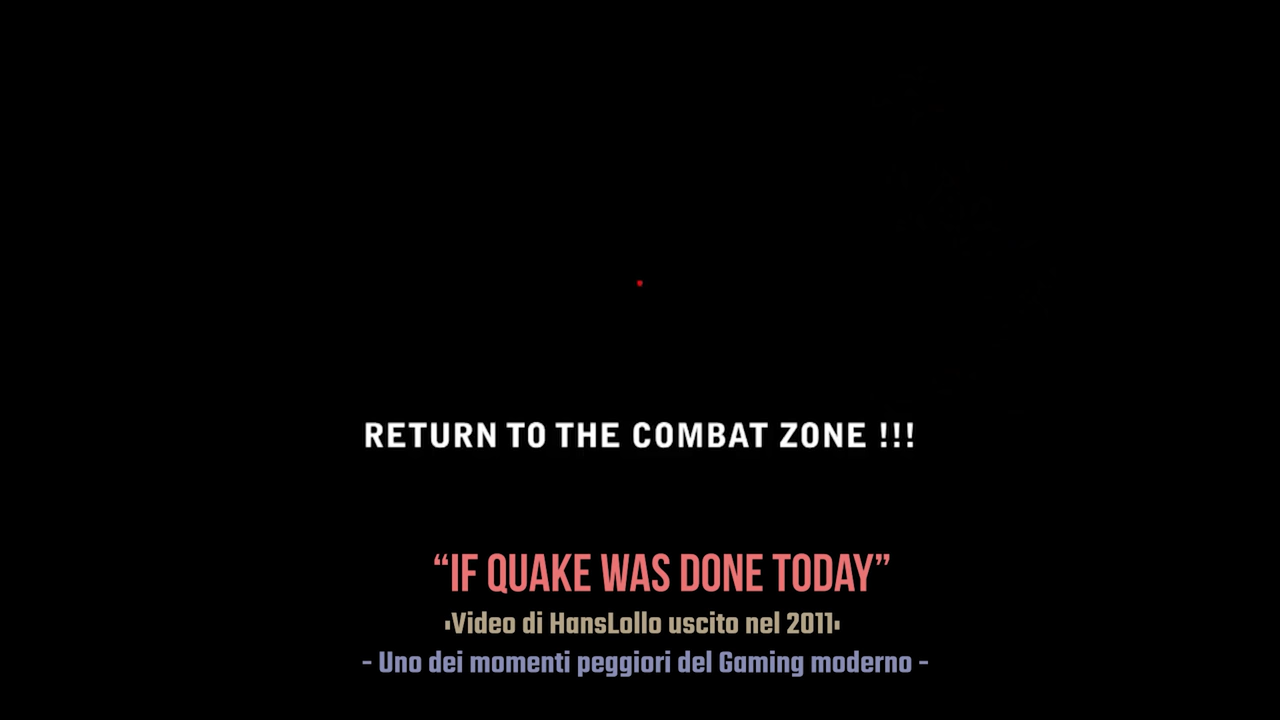 RETURN TO THE COMBAT ZONE !!!
“IF QUAKE WAS DONE TODAY”
•Video di HansLollo uscito nel 2011•
- Uno dei momenti peggiori del Gaming moderno -